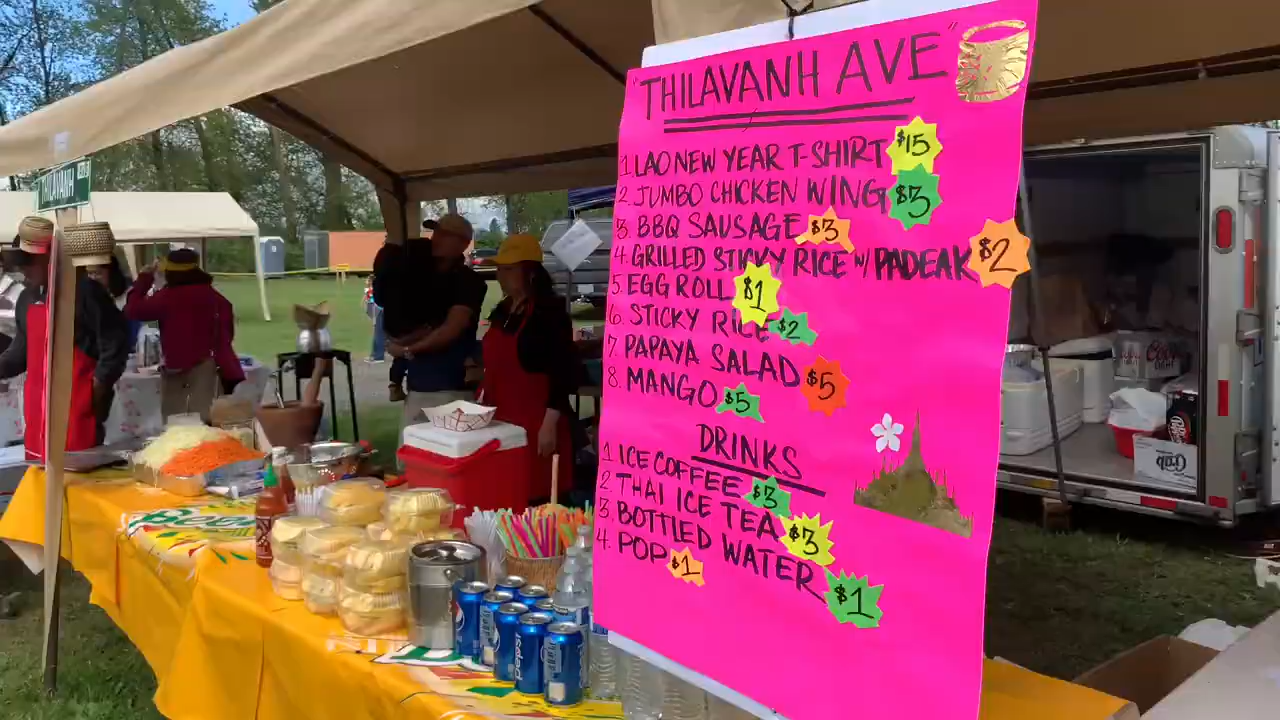 "THILAVANH AVE"
1. LAO NEW YEAR T-SHIRT $15
2. JUMBO CHICKEN WING $3
3. BBQ SAUSAGE $3
4. GRILLED STICKY RICE W/ PADEAK $2
5. EGG ROLL $1
6. STICKY RICE $2
7. PAPAYA SALAD $5
8. MANGO $5
DRINKS
1. ICE COFFEE $3
2. THAI ICE TEA $3
3. BOTTLED WATER $1
4. POP $1
THILAVANH
pepsi
Crab